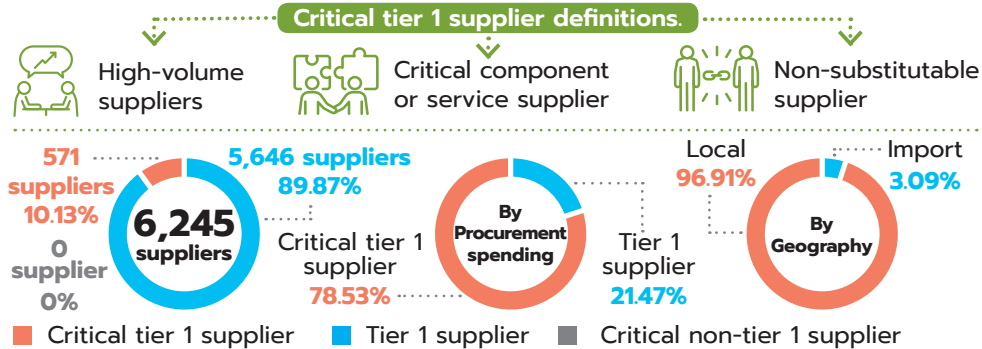 Critical tier 1 supplier definitions.
High-volume
suppliers
Critical component
or service supplier
Non-substitutable
supplier
571
suppliers
10.13%
0
supplier
0%
6,245
suppliers
5,646 suppliers
89.87%
Critical tier 1
supplier
78.53%
By
Procurement
spending
Tier 1
supplier
21.47%
Local
96.91%
By
Geography
Import
3.09%
Critical tier 1 supplier
Tier 1 supplier
Critical non-tier 1 supplier